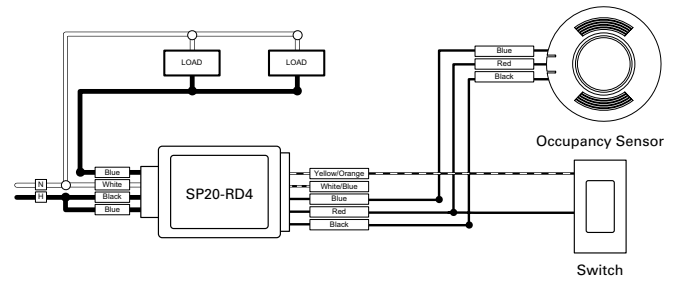 LOAD
LOAD
Blue
Red
Black
Occupancy Sensor
N
H
Blue
White
Black
Blue
SP20-RD4
Yellow/Orange
White/Blue
Blue
Red
Black
Switch